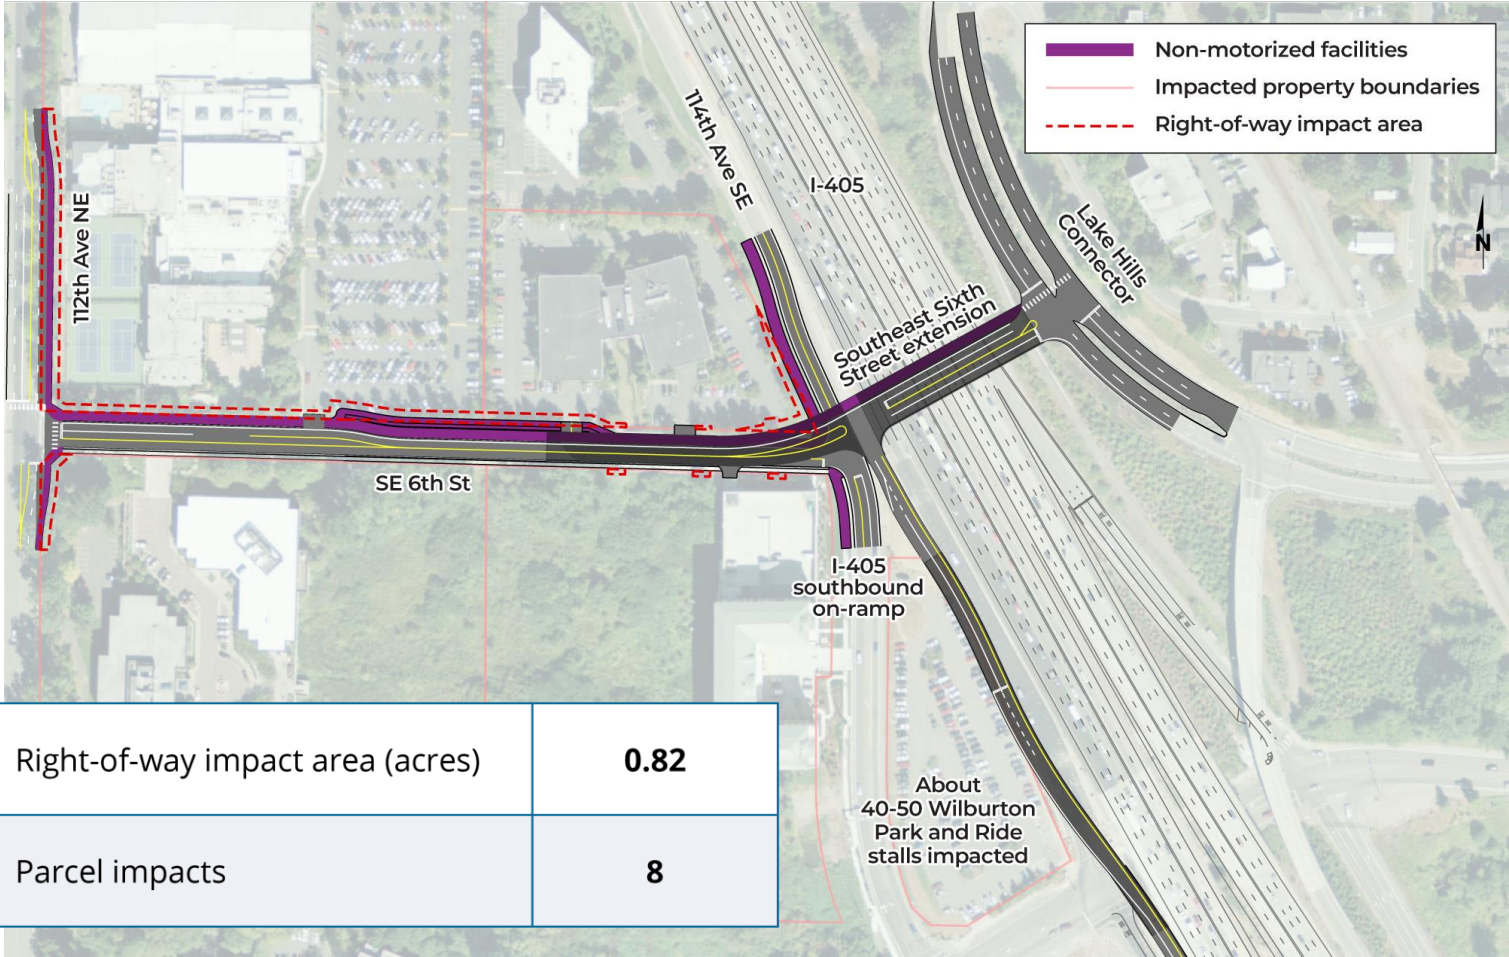 Non-motorized facilities
Impacted property boundaries
Right-of-way impact area
N
114th Ave SE
I-405
112th Ave NE
Lake Hills
Connector
Southeast Sixth
Street extension
SE 6th St
I-405
southbound
on-ramp
About
40-50 Wilburton
Park and Ride
stalls impacted
Right-of-way impact area (acres) 0.82
Parcel impacts 8